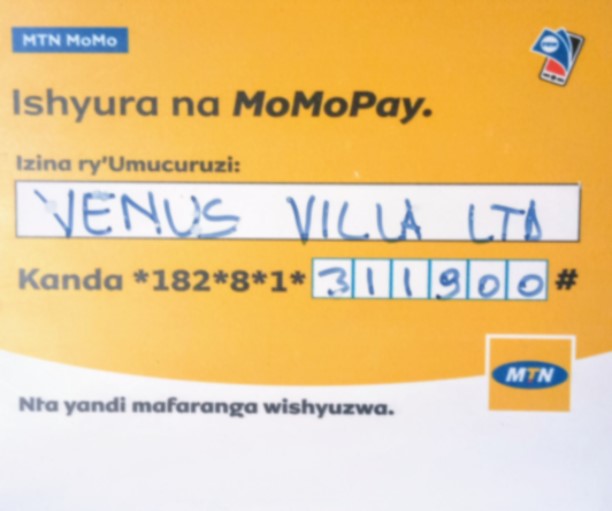 MTN MoMo
Ishyura na MoMoPay.
Izina ry'Umucuruzi:
VENUS VILLA LTD
Kanda *182*8*1* 311900 #
MTN
Nta yandi mafaranga wishyuzwa.